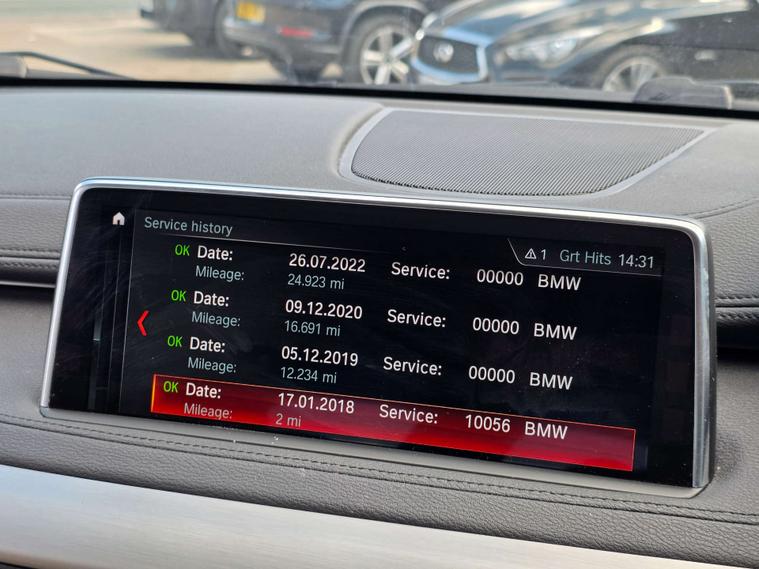 Service history
⚠ 1 Grt Hits 14:31
OK Date: 26.07.2022 Service: 00000 BMW
Mileage: 24.923 mi
OK Date: 09.12.2020 Service: 00000 BMW
Mileage: 16.691 mi
OK Date: 05.12.2019 Service: 00000 BMW
Mileage: 12.234 mi
OK Date: 17.01.2018 Service: 10056 BMW
Mileage: 2 mi